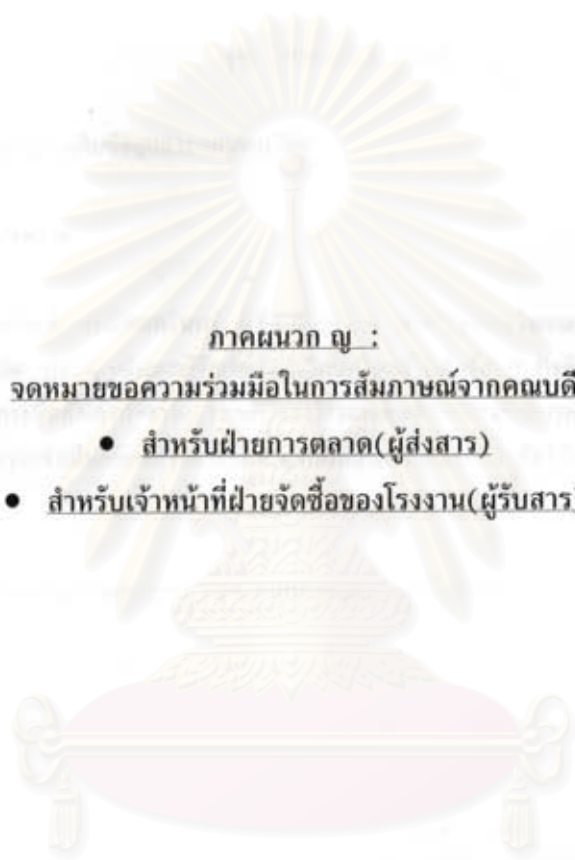 ภาคผนวก ญ :
จดหมายขอความร่วมมือในการสัมภาษณ์จากคณบดี
• สำหรับฝ่ายการตลาด(ผู้ส่งสาร)
• สำหรับเจ้าหน้าที่ฝ่ายจัดซื้อของโรงงาน(ผู้รับสาร)